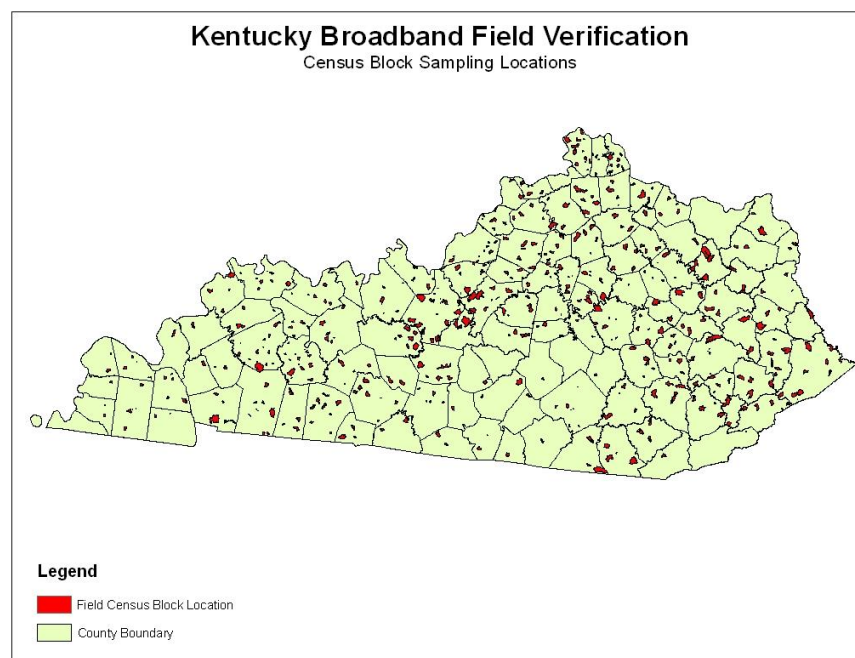 Kentucky Broadband Field Verification
Census Block Sampling Locations
Legend
Field Census Block Location
County Boundary